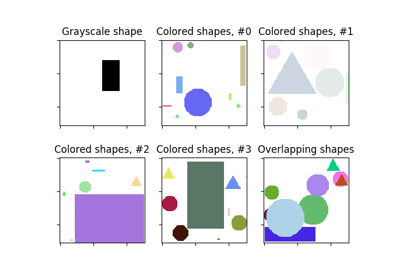 Grayscale shape
Colored shapes, #0
Colored shapes, #1
Colored shapes, #2
Colored shapes, #3
Overlapping shapes